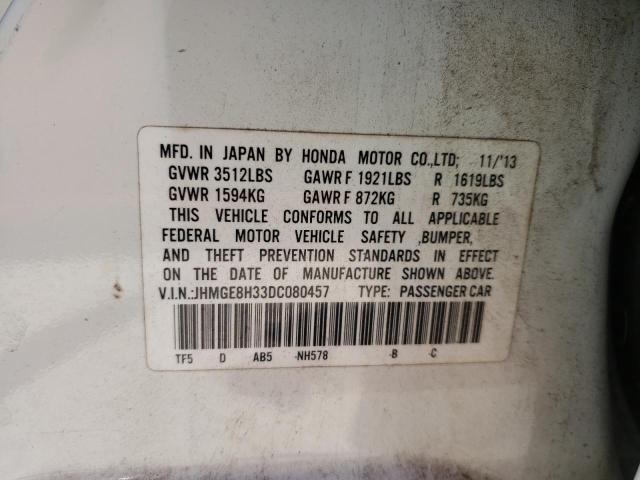 MFD. IN JAPAN BY HONDA MOTOR CO.,LTD; 11/'13
GVWR 3512LBS GAWR F 1921LBS R 1619LBS
GVWR 1594KG GAWR F 872KG R 735KG
THIS VEHICLE CONFORMS TO ALL APPLICABLE
FEDERAL MOTOR VEHICLE SAFETY ,BUMPER,
AND THEFT PREVENTION STANDARDS IN EFFECT
ON THE DATE OF MANUFACTURE SHOWN ABOVE.
V.I.N.:JHMGE8H33DC080457 TYPE: PASSENGER CAR
TF5 D AB5 -NH578 -B -C